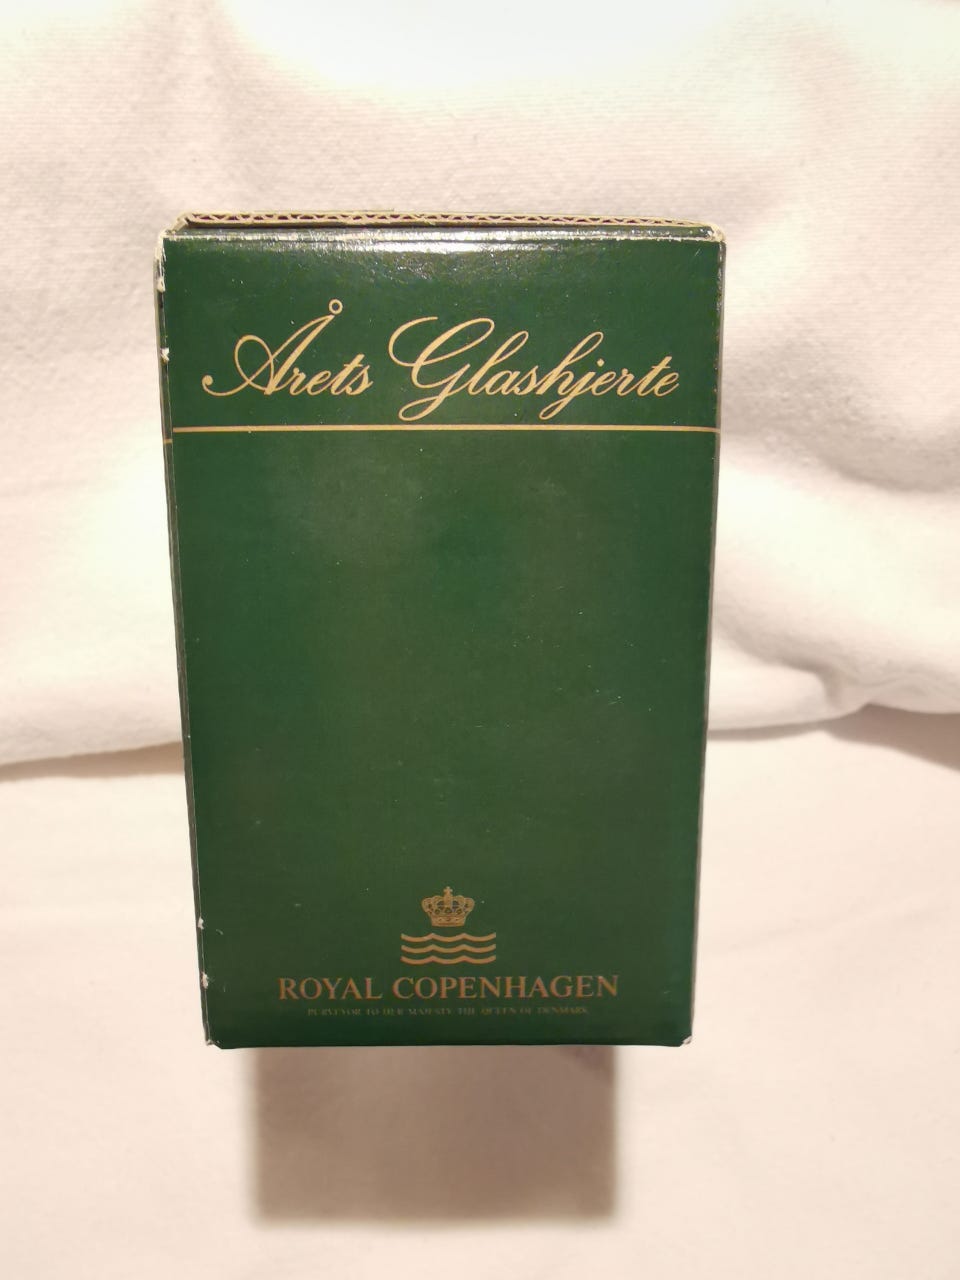 Årets Glashjerte
ROYAL COPENHAGEN
PURVEYOR TO HER MAJESTY THE QUEEN OF DENMARK